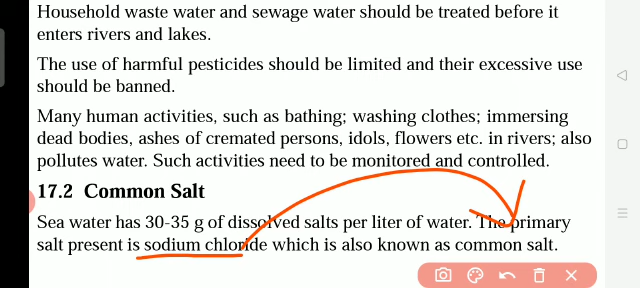 Household waste water and sewage water should be treated before it
enters rivers and lakes.
The use of harmful pesticides should be limited and their excessive use
should be banned.
Many human activities, such as bathing; washing clothes; immersing
dead bodies, ashes of cremated persons, idols, flowers etc. in rivers; also
pollutes water. Such activities need to be monitored and controlled.
17.2 Common Salt
Sea water has 30-35 g of dissolved salts per liter of water. The primary
salt present is sodium chloride which is also known as common salt.